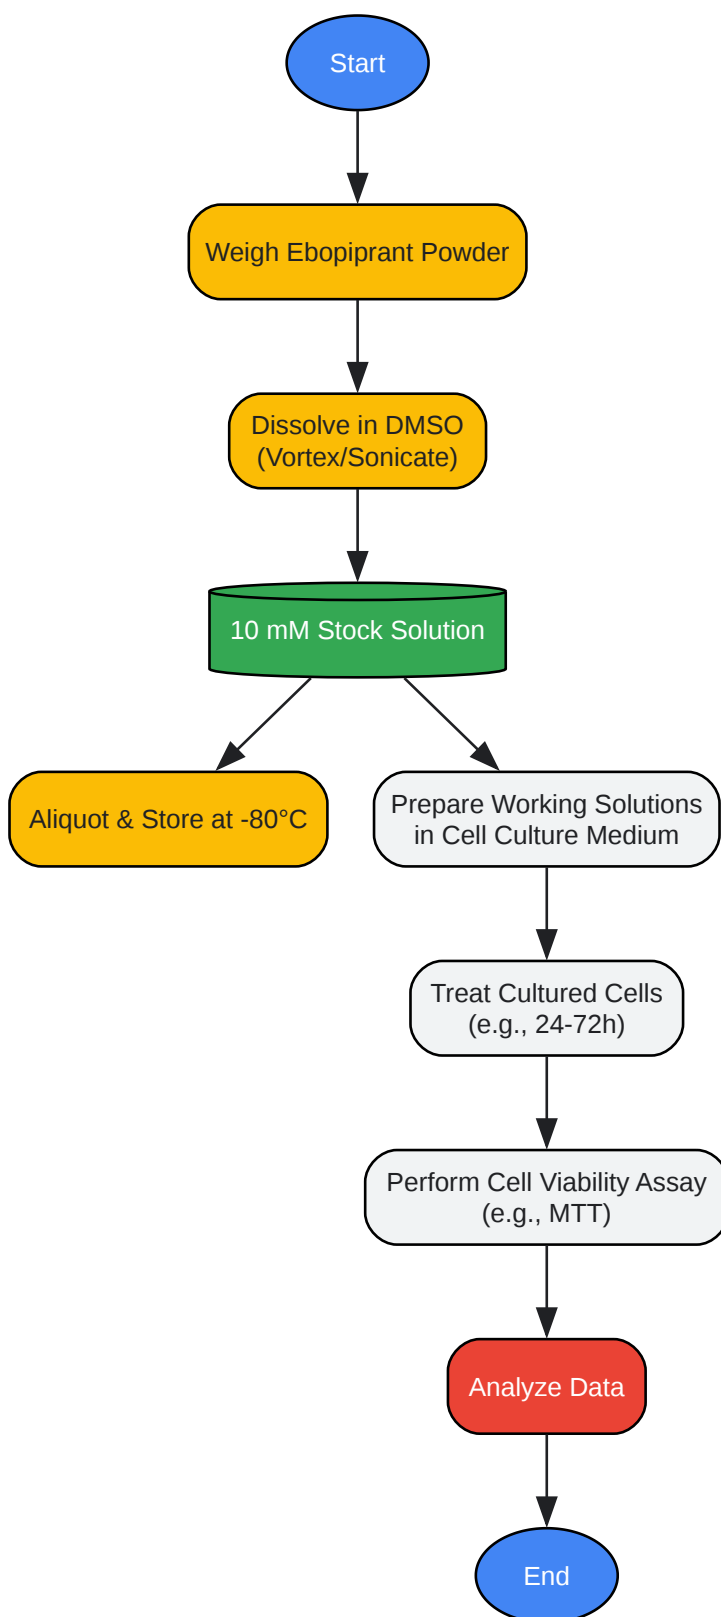 Start
Weigh Ebopiprant Powder
Dissolve in DMSO
(Vortex/Sonicate)
10 mM Stock Solution
Aliquot & Store at -80°C
Prepare Working Solutions
in Cell Culture Medium
Treat Cultured Cells
(e.g., 24-72h)
Perform Cell Viability Assay
(e.g., MTT)
Analyze Data
End